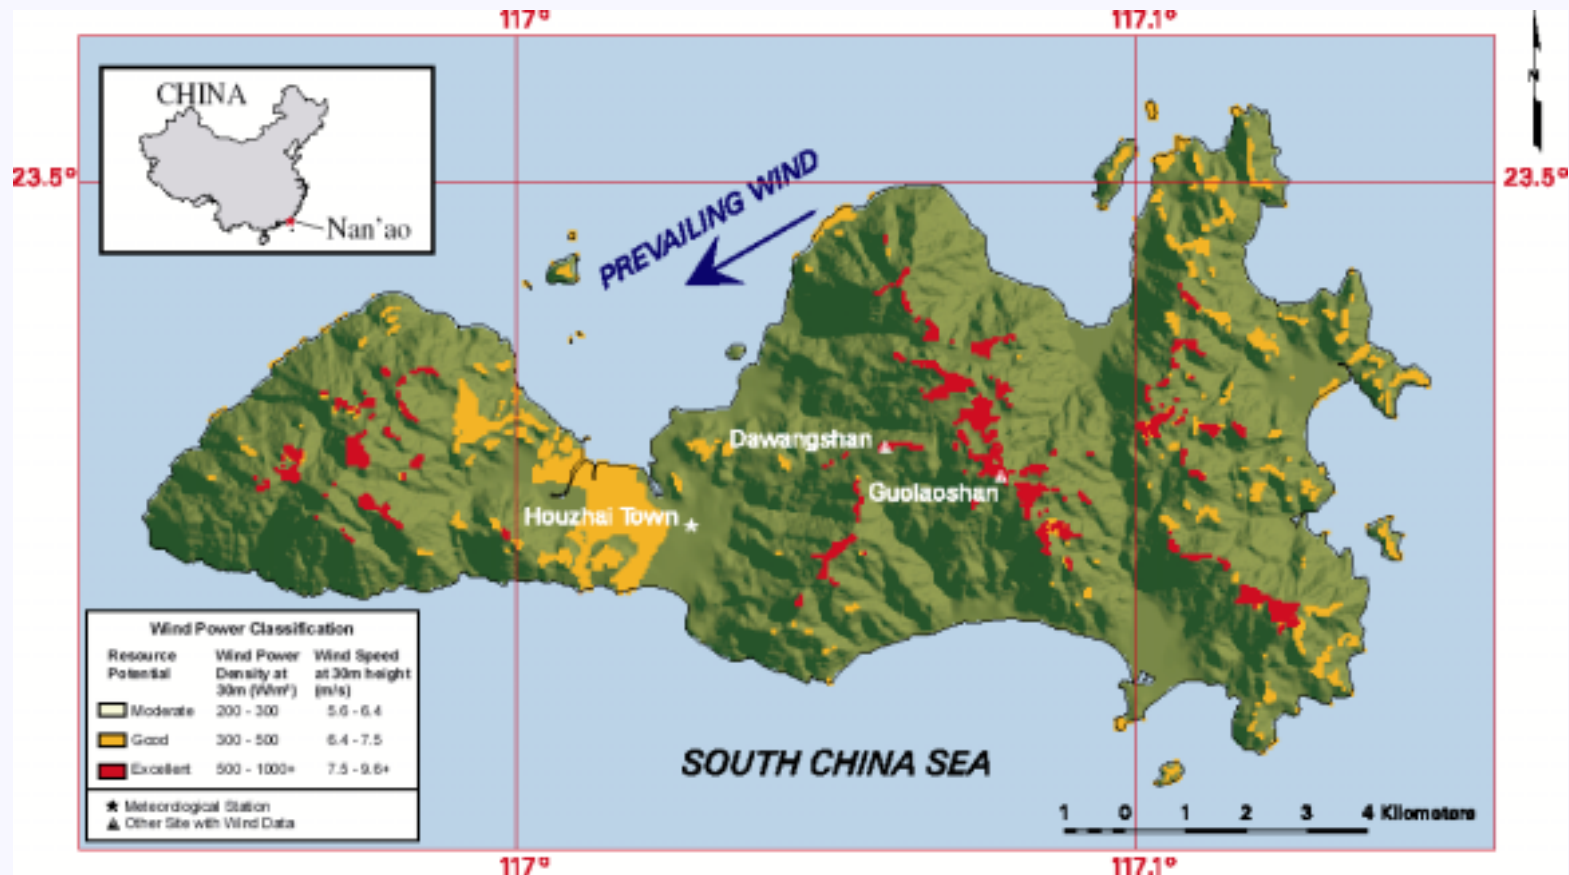 117°
117.1°
N
CHINA
Nan'ao
23.5°
23.5°
PREVAILING WIND
Dawangshan
Guolaoshan
Houzhai Town
SOUTH CHINA SEA
Wind Power Classification
Resource Potential
Wind Power Density at 30m (W/m²)
Wind Speed at 30m height (m/s)
Moderate 200 - 300 5.6 - 6.4
Good 300 - 500 6.4 - 7.5
Excellent 500 - 1000+ 7.5 - 9.6+
Meteorological Station
Other Site with Wind Data
1 0 1 2 3 4 Kilometers
117°
117.1°